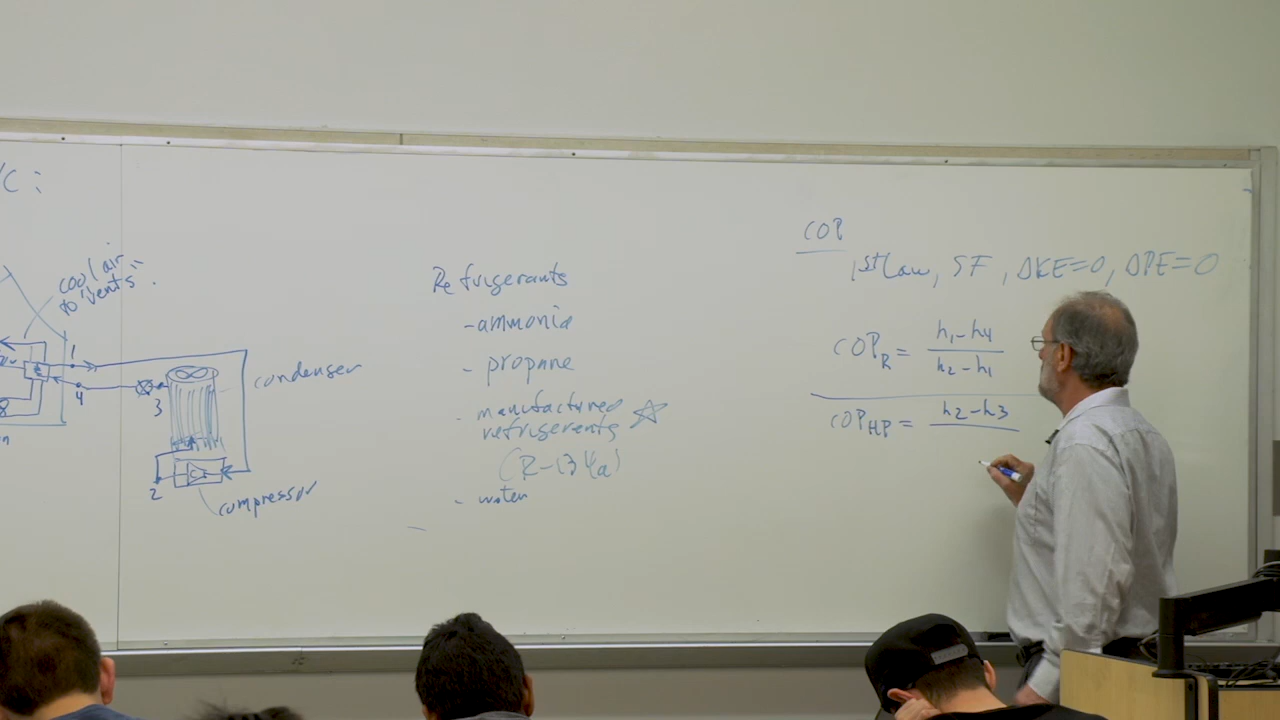 /C:
cool air
to vents
1
4
3
2
condenser
compressor
Refrigerants
- ammonia
- propane
- manufactured
refrigerents ☆
(R-134a)
- water
COP
1st Law, SF, ΔKE=0, ΔPE=0
COP_R = (h1-h4)/(h2-h1)
COP_HP = h2-h3